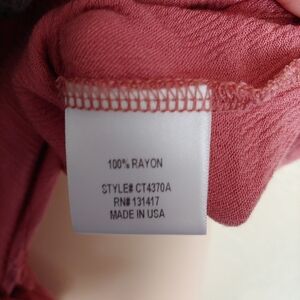 100% RAYON
STYLE# CT4370A
RN# 131417
MADE IN USA